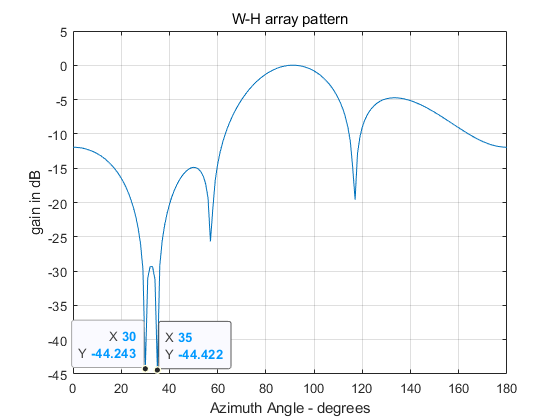 W-H array pattern
5
0
-5
-10
-15
-20
-25
-30
-35
-40
-45
gain in dB
X 30
Y -44.243
X 35
Y -44.422
0 20 40 60 80 100 120 140 160 180
Azimuth Angle - degrees